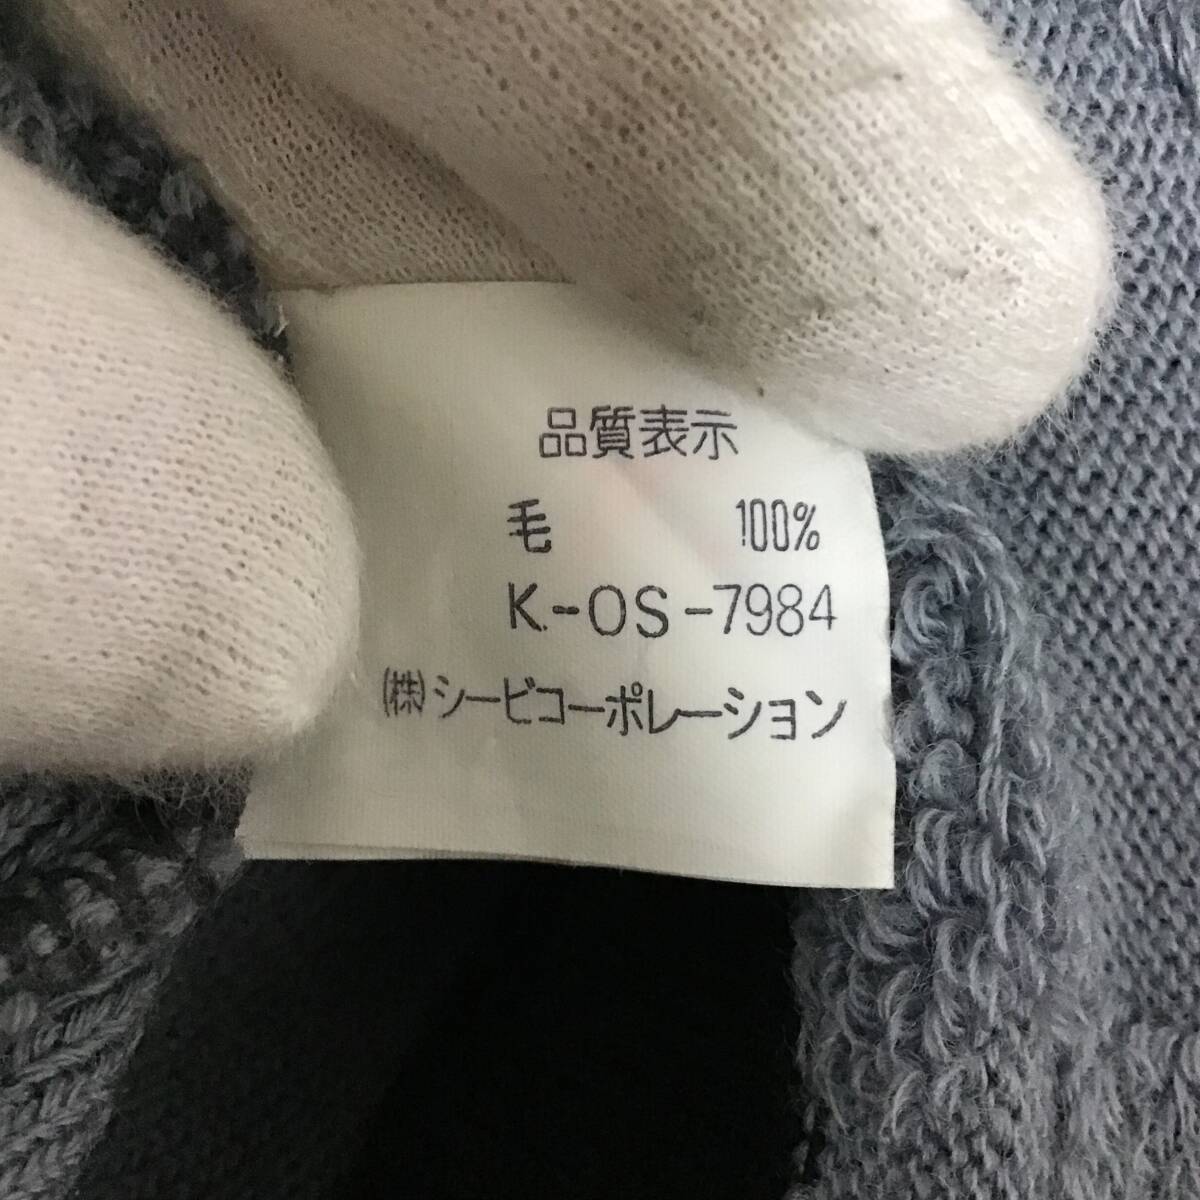 品質表示
毛 100%
K-OS-7984
㈱シービコーポレーション